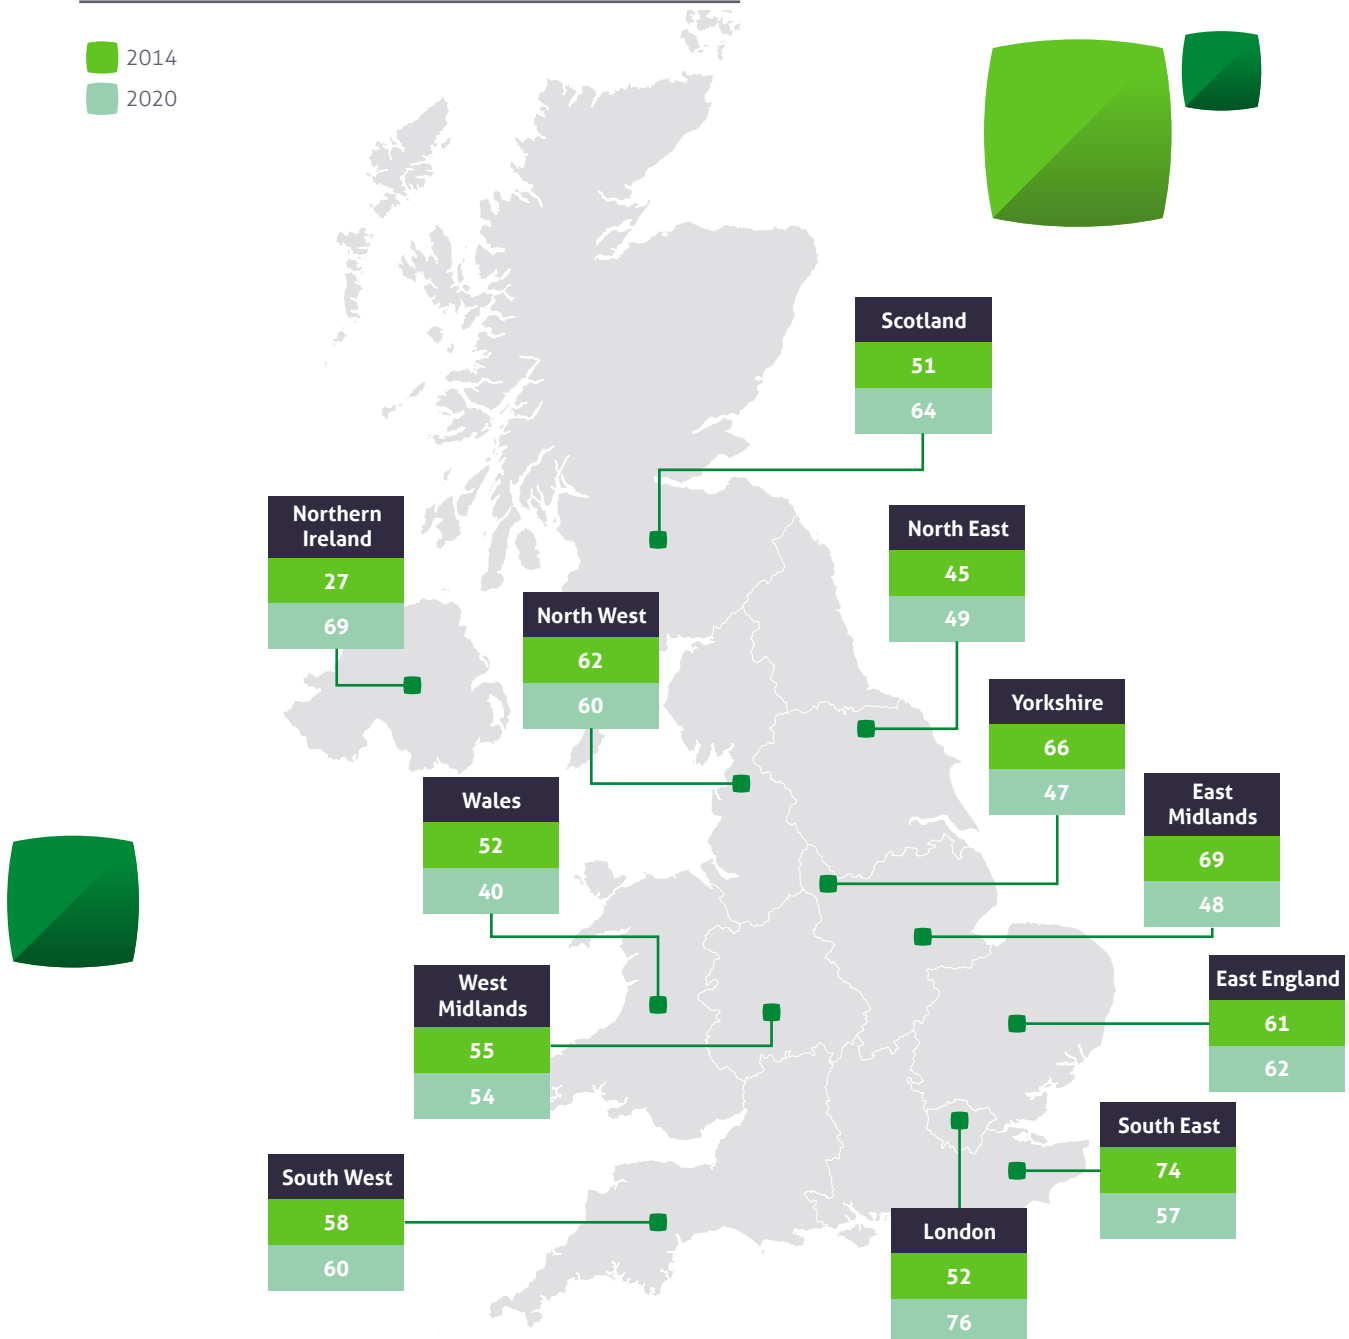 2014
2020
Scotland
51
64
Northern
Ireland
27
69
North East
45
49
North West
62
60
Yorkshire
66
47
Wales
52
40
East
Midlands
69
48
West
Midlands
55
54
East England
61
62
South East
74
57
South West
58
60
London
52
76